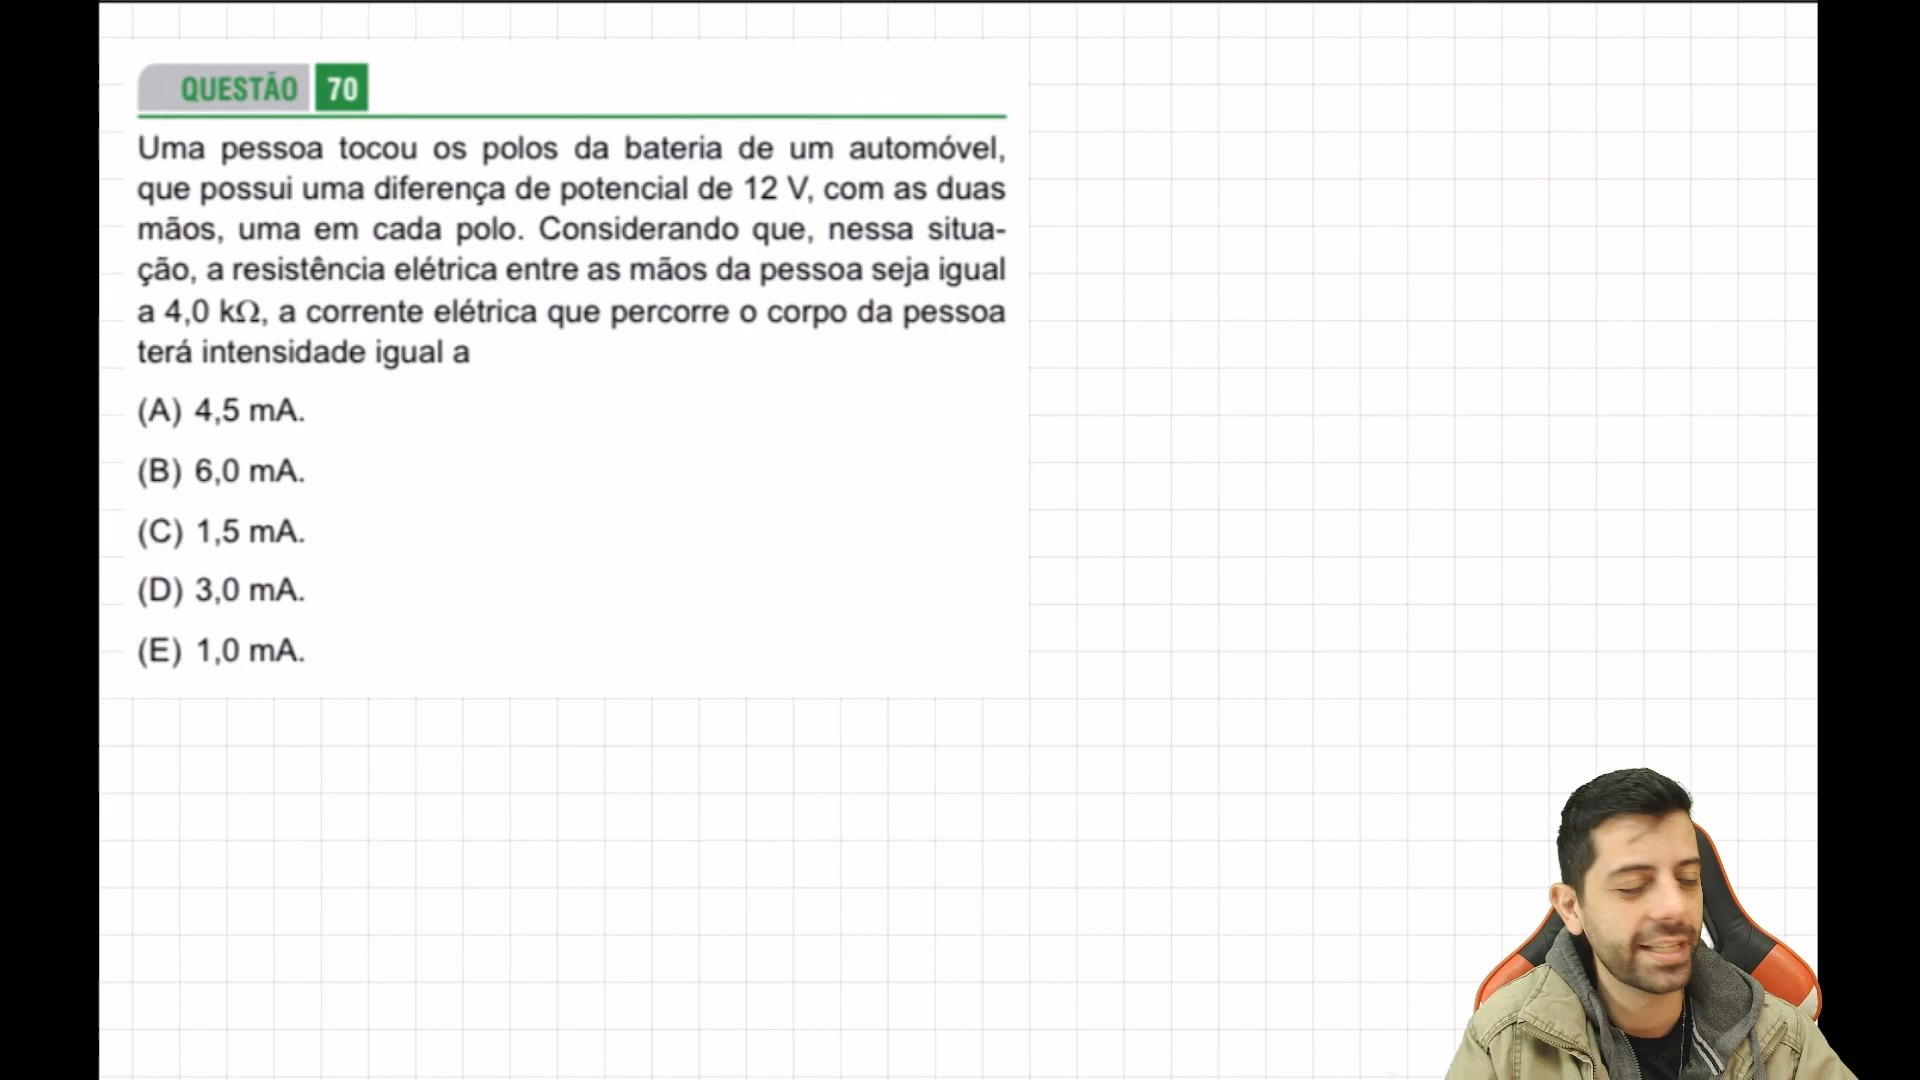 QUESTÃO 70
Uma pessoa tocou os polos da bateria de um automóvel,
que possui uma diferença de potencial de 12 V, com as duas
mãos, uma em cada polo. Considerando que, nessa situa-
ção, a resistência elétrica entre as mãos da pessoa seja igual
a 4,0 kΩ, a corrente elétrica que percorre o corpo da pessoa
terá intensidade igual a
(A) 4,5 mA.
(B) 6,0 mA.
(C) 1,5 mA.
(D) 3,0 mA.
(E) 1,0 mA.